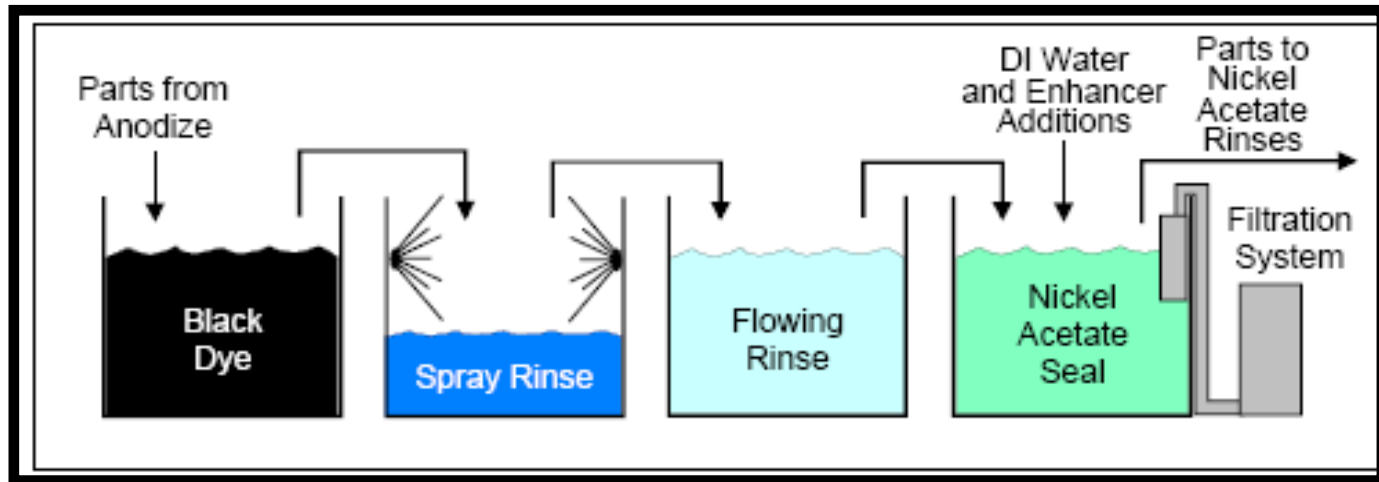 Parts from
Anodize
DI Water
and Enhancer
Additions
Parts to
Nickel
Acetate
Rinses
Filtration
System
Black
Dye
Spray Rinse
Flowing
Rinse
Nickel
Acetate
Seal